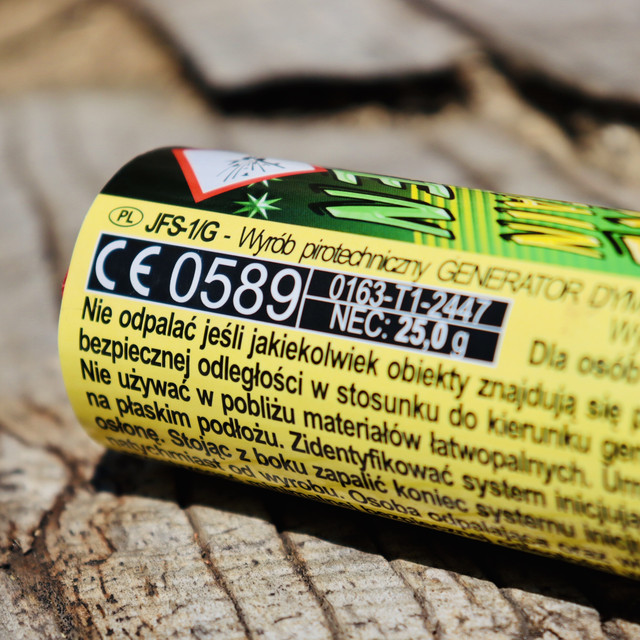 PL JFS-1/G - Wyrób pirotechniczny GENERATOR
CE 0589
0163-T1-2447
NEC: 25,0 g
Dla osób
Nie odpalać jeśli jakiekolwiek obiekty znajdują się
bezpiecznej odległości w stosunku do kierunku
Nie używać w pobliżu materiałów łatwopalnych.
na płaskim podłożu. Zidentyfikować system
osłonę. Stojąc z boku zapalić koniec systemu
natychmiast od wyrobu. Osoba odpalająca